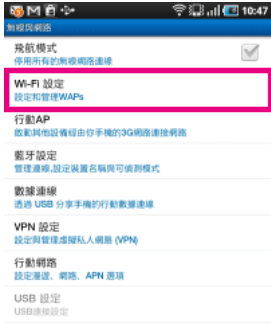 10:47
無線與網路
飛航模式
停用所有的無線網路連線
Wi-Fi 設定
設定和管理WAPs
行動AP
啟動其他設備經由你手機的3G網路連接網路
藍牙設定
管理連線,設定裝置名稱與可偵測模式
數據連線
透過 USB 分享手機的行動數據連線
VPN 設定
設定與管理虛擬私人網路 (VPN)
行動網路
設定漫遊、網路、APN 選項
USB 設定
USB連接設定